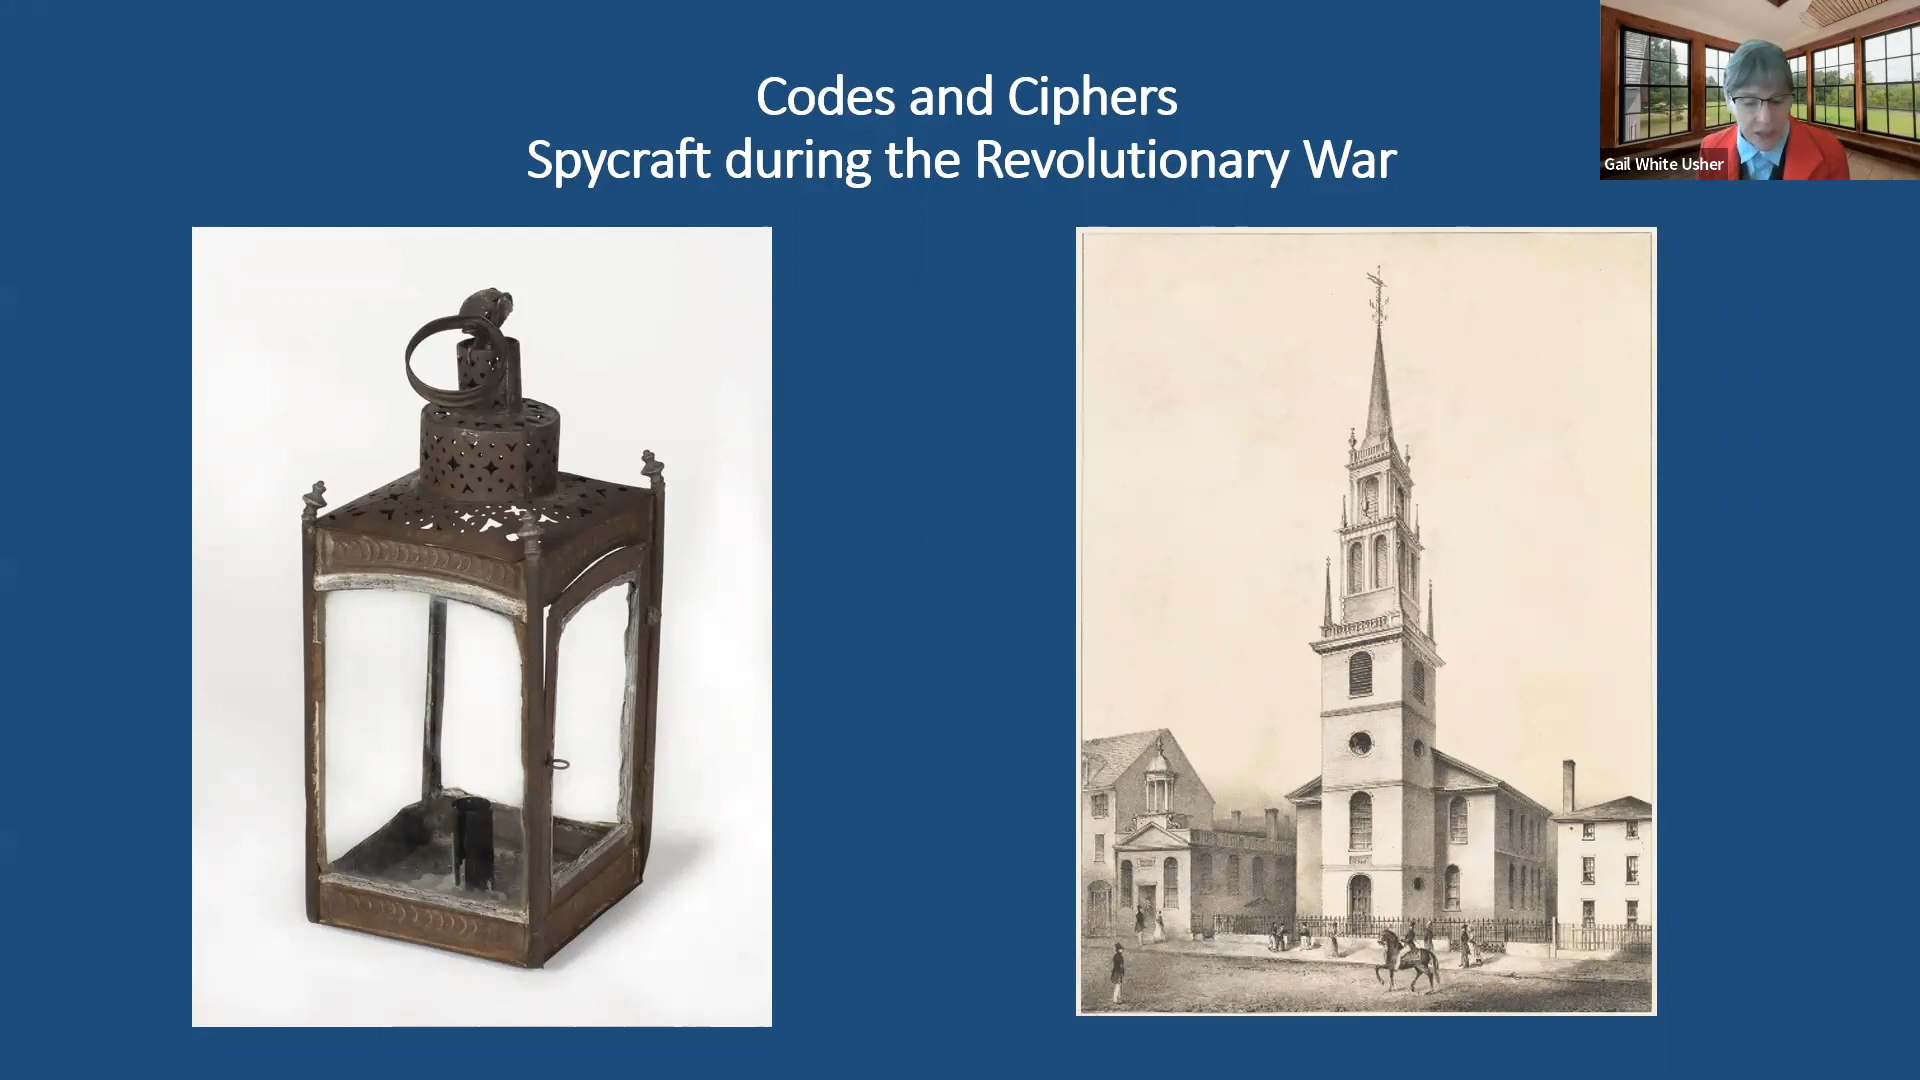 Codes and Ciphers
Spycraft during the Revolutionary War
Gail White Usher